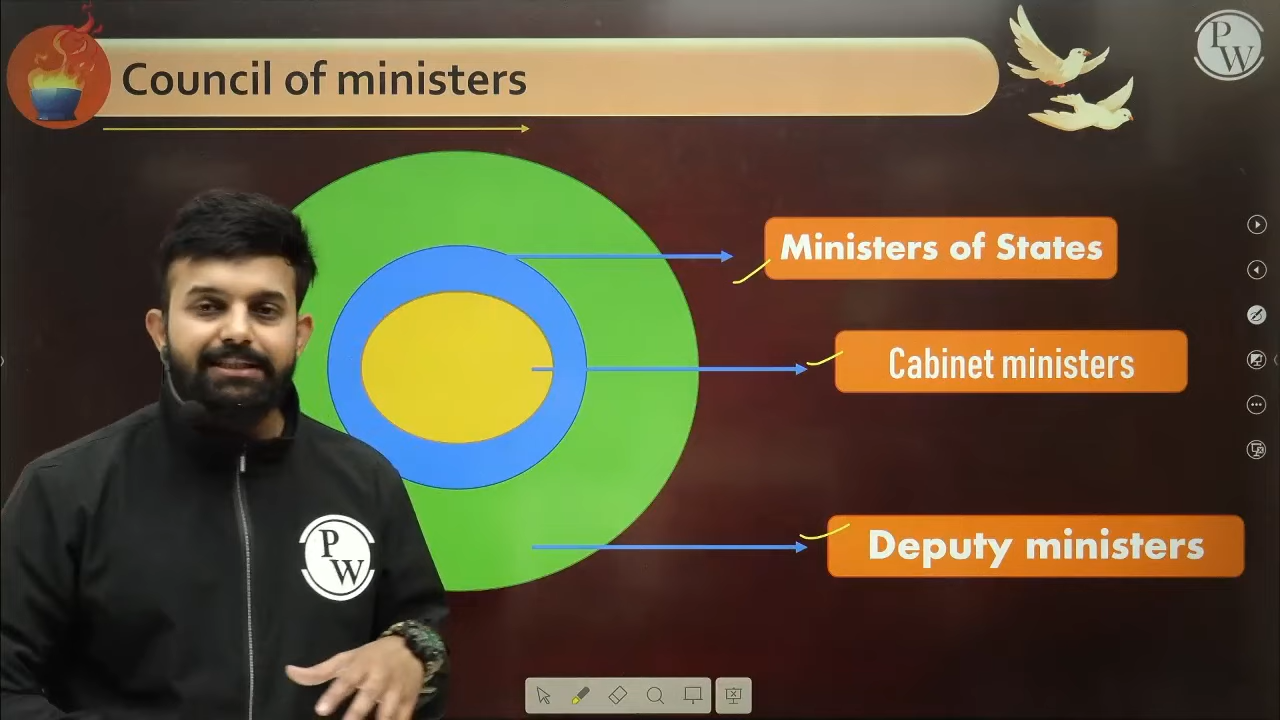 Council of ministers
PW
Ministers of States
Cabinet ministers
Deputy ministers
PW